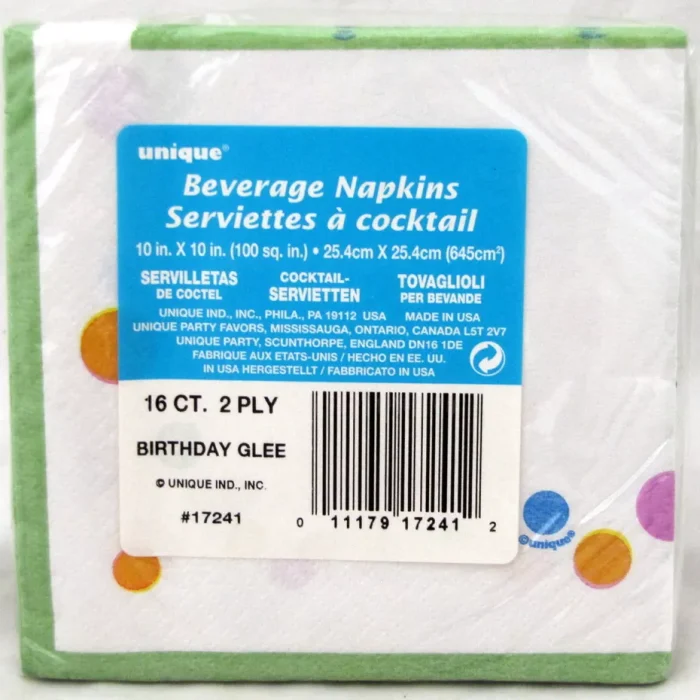 unique®
Beverage Napkins
Serviettes à cocktail
10 in. X 10 in. (100 sq. in.) • 25.4cm X 25.4cm (645cm²)
SERVILLETAS DE COCTEL
COCKTAIL-SERVIETTEN
TOVAGLIOLI PER BEVANDE
UNIQUE IND., INC., PHILA., PA 19112 USA MADE IN USA
UNIQUE PARTY FAVORS, MISSISSAUGA, ONTARIO, CANADA L5T 2V7
UNIQUE PARTY, SCUNTHORPE, ENGLAND DN16 1DE
FABRIQUE AUX ETATS-UNIS / HECHO EN EE. UU.
IN USA HERGESTELLT / FABBRICATO IN USA
16 CT. 2 PLY
BIRTHDAY GLEE
© UNIQUE IND., INC.
#17241
0 11179 17241 2
©unique®